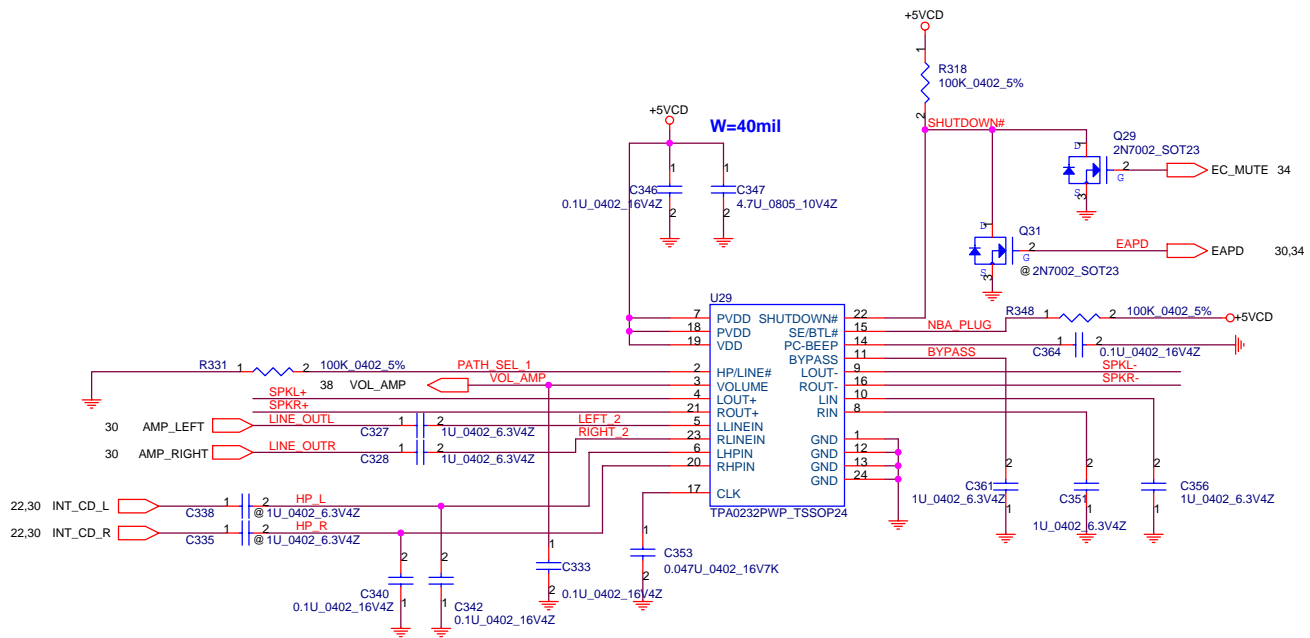 +5VCD
1
R318
100K_0402_5%
2
SHUTDOWN#
+5VCD
W=40mil
1
C346
0.1U_0402_16V4Z
2
1
C347
4.7U_0805_10V4Z
2
D
1
Q29
2N7002_SOT23
2
G
S
3
EC_MUTE 34
D
1
Q31
2
G
@ 2N7002_SOT23
S
3
EAPD
EAPD 30,34
U29
7 PVDD SHUTDOWN# 22
18 PVDD SE/BTL# 15
19 VDD PC-BEEP 14
BYPASS 11
2 HP/LINE# LOUT- 9
3 VOLUME ROUT- 16
4 LOUT+ LIN 10
21 ROUT+ RIN 8
5 LLINEIN
23 RLINEIN GND 1
6 LHPIN GND 12
20 RHPIN GND 13
GND 24
17 CLK
TPA0232PWP_TSSOP24
NBA_PLUG
R348 1 2 100K_0402_5%
+5VCD
C364 1 2
0.1U_0402_16V4Z
BYPASS
SPKL-
SPKR-
R331 1 2 100K_0402_5%
PATH_SEL_1
38 VOL_AMP
VOL_AMP
SPKL+
SPKR+
30 AMP_LEFT
LINE_OUTL
1 2
C327
1U_0402_6.3V4Z
LEFT_2
RIGHT_2
30 AMP_RIGHT
LINE_OUTR
1 2
C328
1U_0402_6.3V4Z
22,30 INT_CD_L
1 2
C338
HP_L
@ 1U_0402_6.3V4Z
22,30 INT_CD_R
1 2
C335
HP_R
@ 1U_0402_6.3V4Z
2
C361
1U_0402_6.3V4Z
1
2
C351
1U_0402_6.3V4Z
1
2
C356
1U_0402_6.3V4Z
1
1
C353
0.047U_0402_16V7K
2
1
C333
2
0.1U_0402_16V4Z
2
C340
0.1U_0402_16V4Z
1
2
C342
1
0.1U_0402_16V4Z